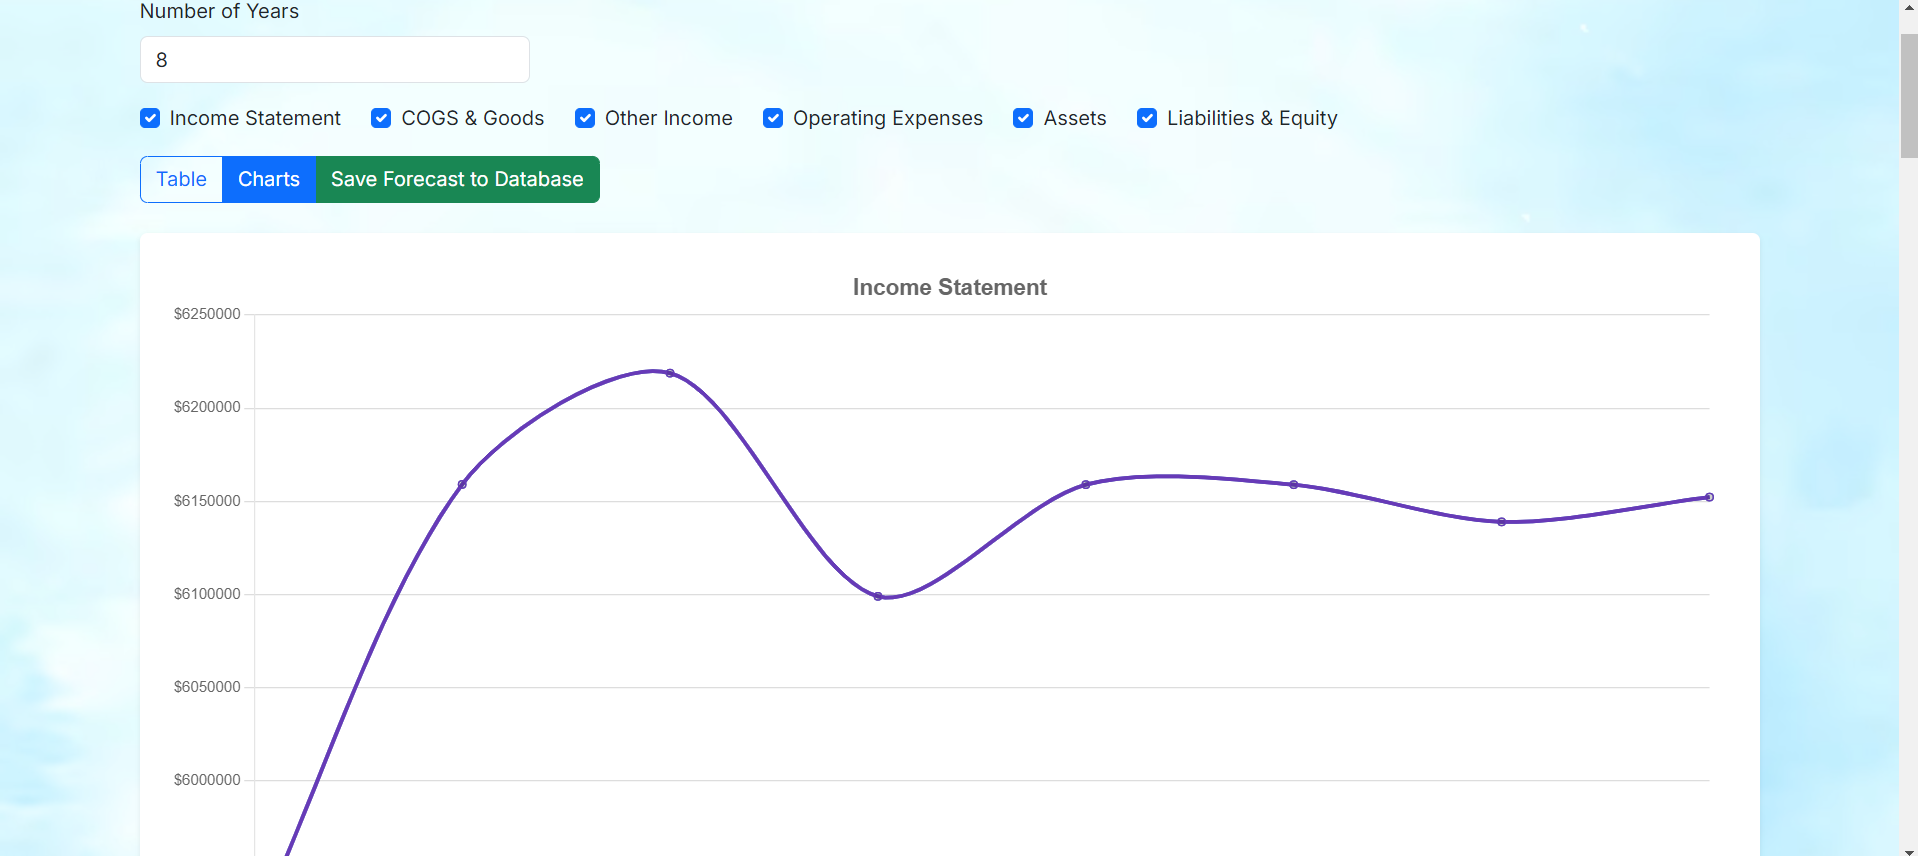 Number of Years
8
Income Statement COGS & Goods Other Income Operating Expenses Assets Liabilities & Equity
Table Charts Save Forecast to Database
Income Statement
$6250000
$6200000
$6150000
$6100000
$6050000
$6000000